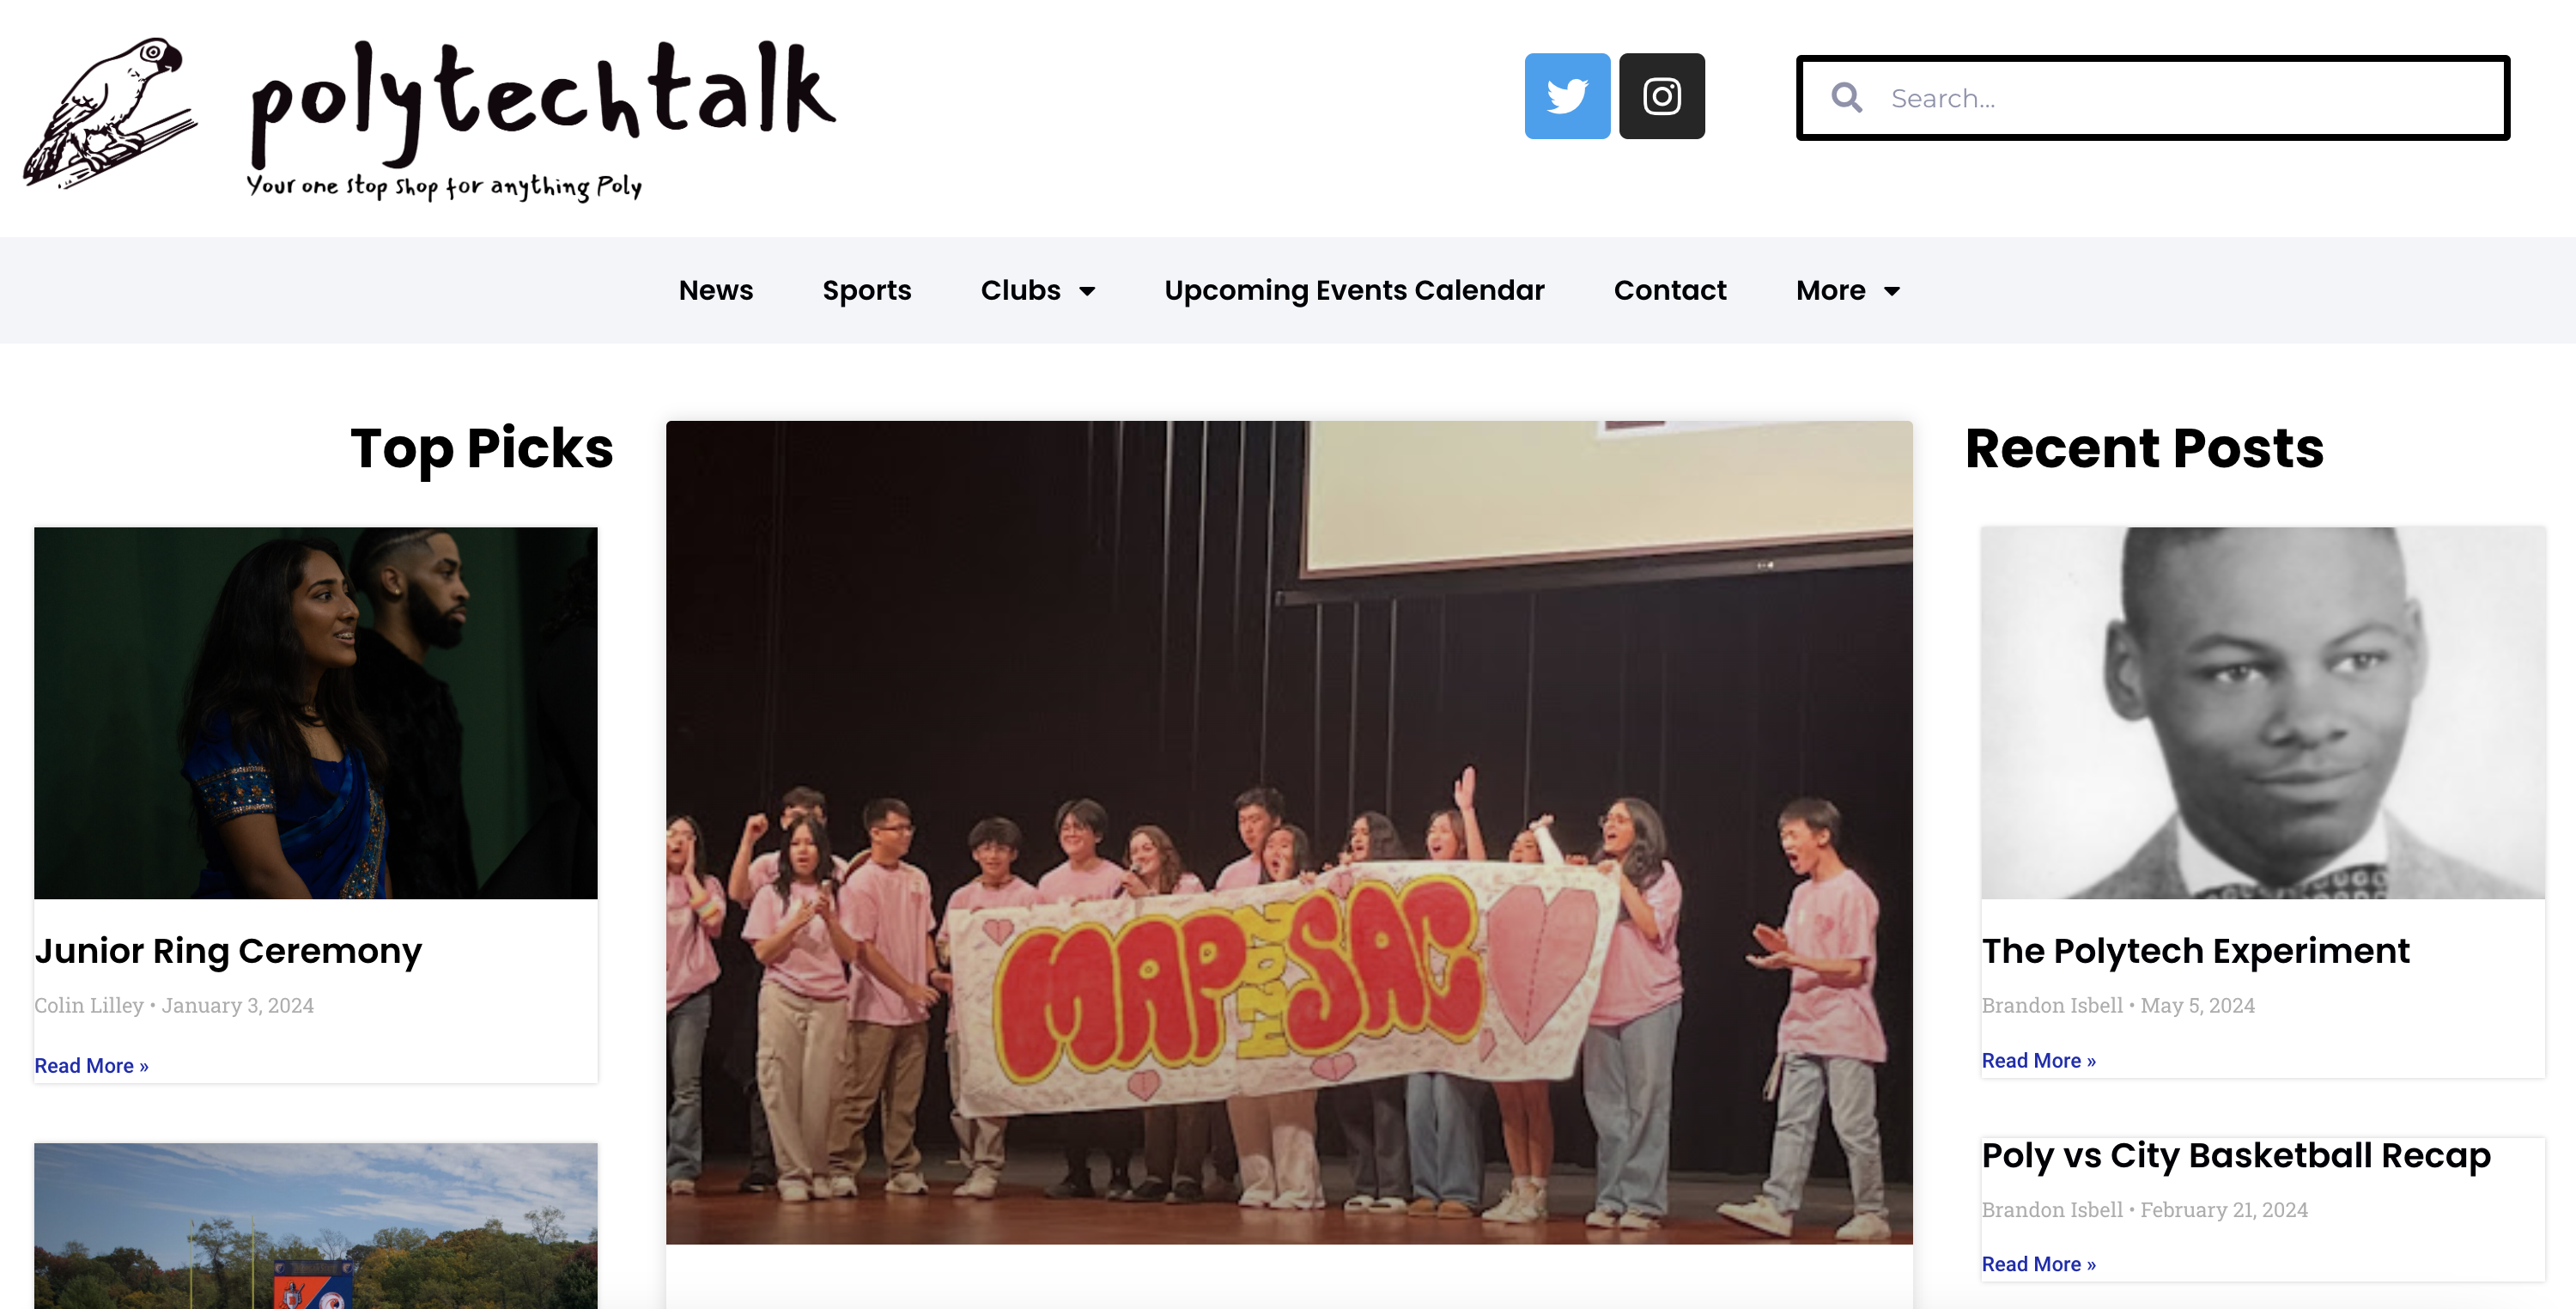 polytechtalk
Your one stop shop for anything Poly
Search...
News
Sports
Clubs
Upcoming Events Calendar
Contact
More
Top Picks
Junior Ring Ceremony
Colin Lilley • January 3, 2024
Read More »
MAP SAC
Recent Posts
The Polytech Experiment
Brandon Isbell • May 5, 2024
Read More »
Poly vs City Basketball Recap
Brandon Isbell • February 21, 2024
Read More »